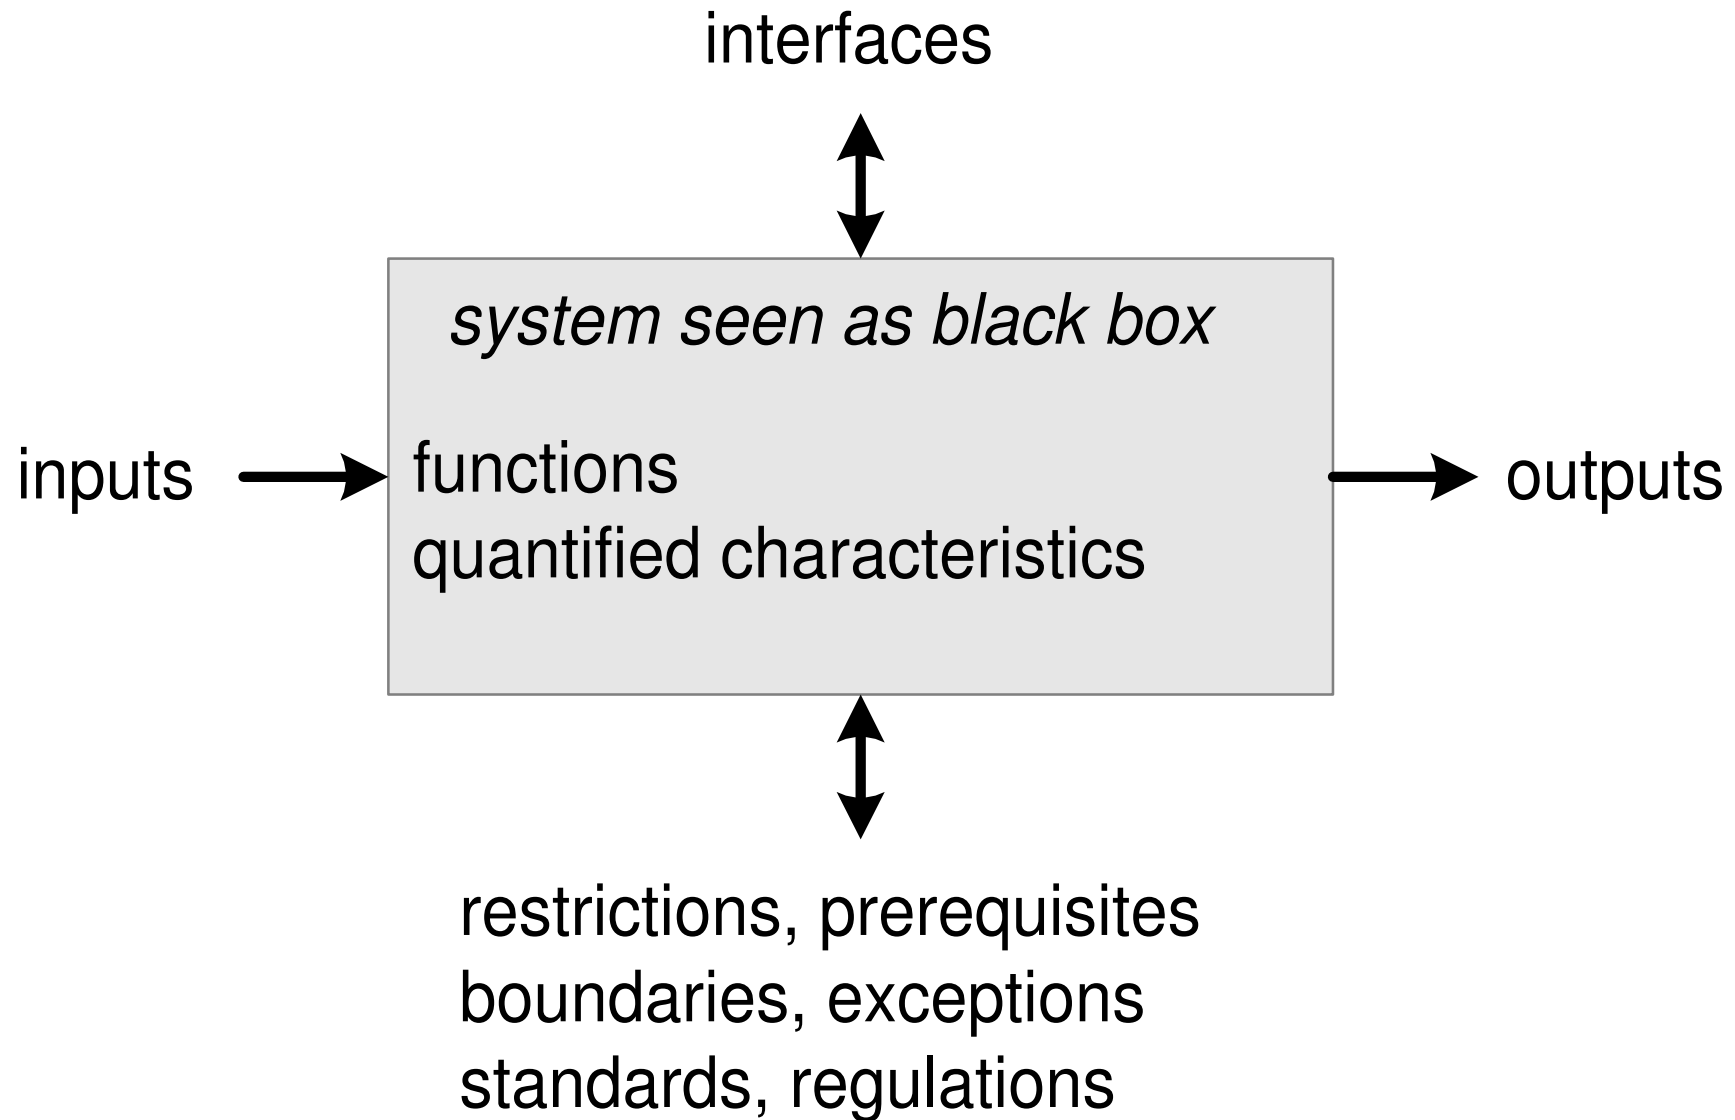 interfaces
system seen as black box
inputs
functions
outputs
quantified characteristics
restrictions, prerequisites
boundaries, exceptions
standards, regulations